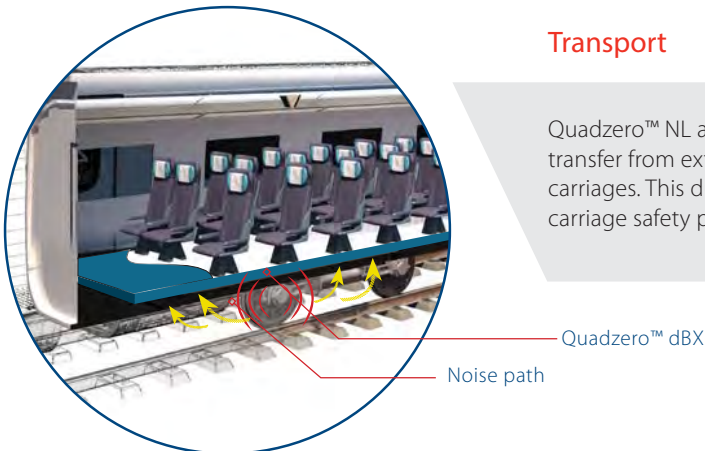 Transport
Quadzero™ NL a
transfer from ext
carriages. This d
carriage safety p
Quadzero™ dBX
Noise path